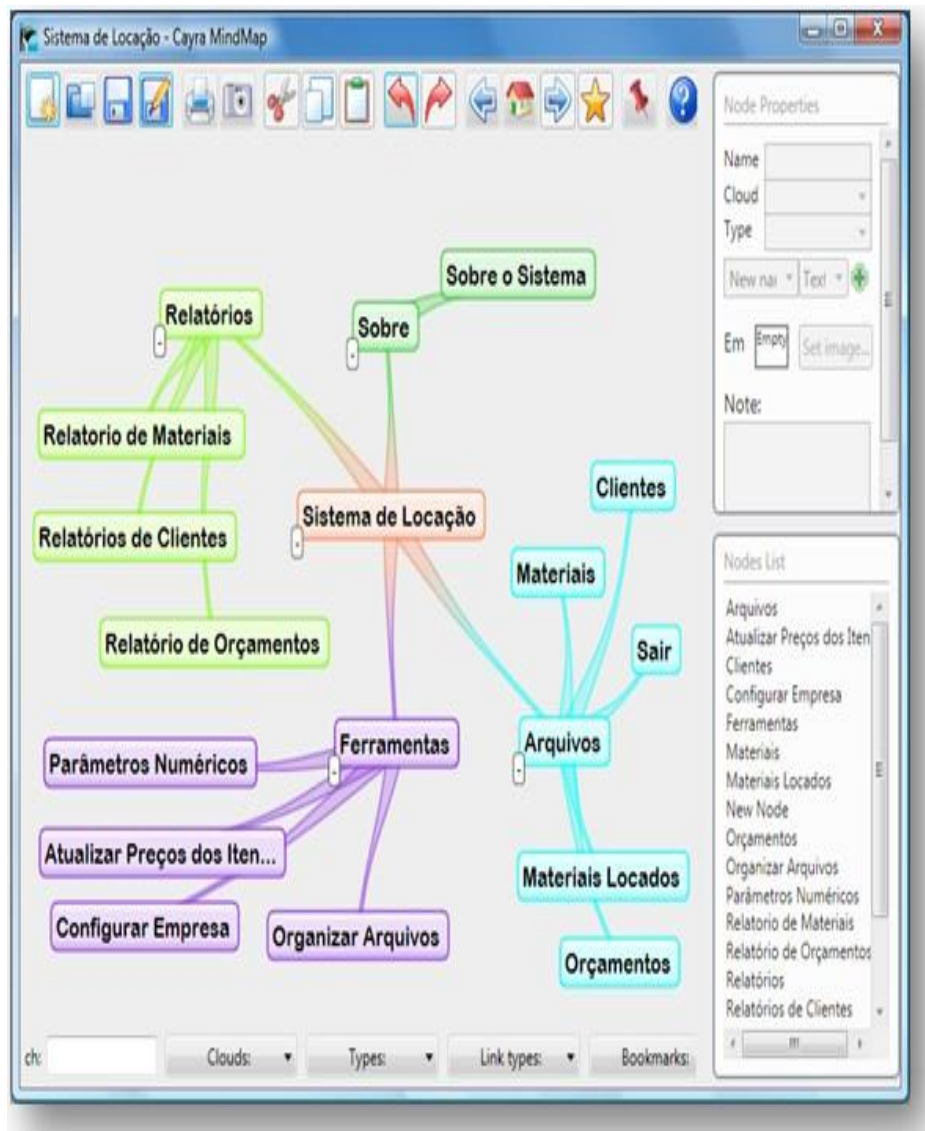 Sistema de Locação - Cayra MindMap
Node Properties
Name
Cloud
Type
New nar
Text
Em
Empty
Set image...
Note:
Sobre o Sistema
Relatórios
Sobre
Relatorio de Materiais
Clientes
Sistema de Locação
Relatórios de Clientes
Materiais
Relatório de Orçamentos
Sair
Ferramentas
Arquivos
Parâmetros Numéricos
Atualizar Preços dos Iten...
Materiais Locados
Configurar Empresa
Organizar Arquivos
Orçamentos
Nodes List
Arquivos
Atualizar Preços dos Iten
Clientes
Configurar Empresa
Ferramentas
Materiais
Materiais Locados
New Node
Orçamentos
Organizar Arquivos
Parâmetros Numéricos
Relatorio de Materiais
Relatório de Orçamentos
Relatórios
Relatórios de Clientes
ch:
Clouds:
Types:
Link types:
Bookmarks: